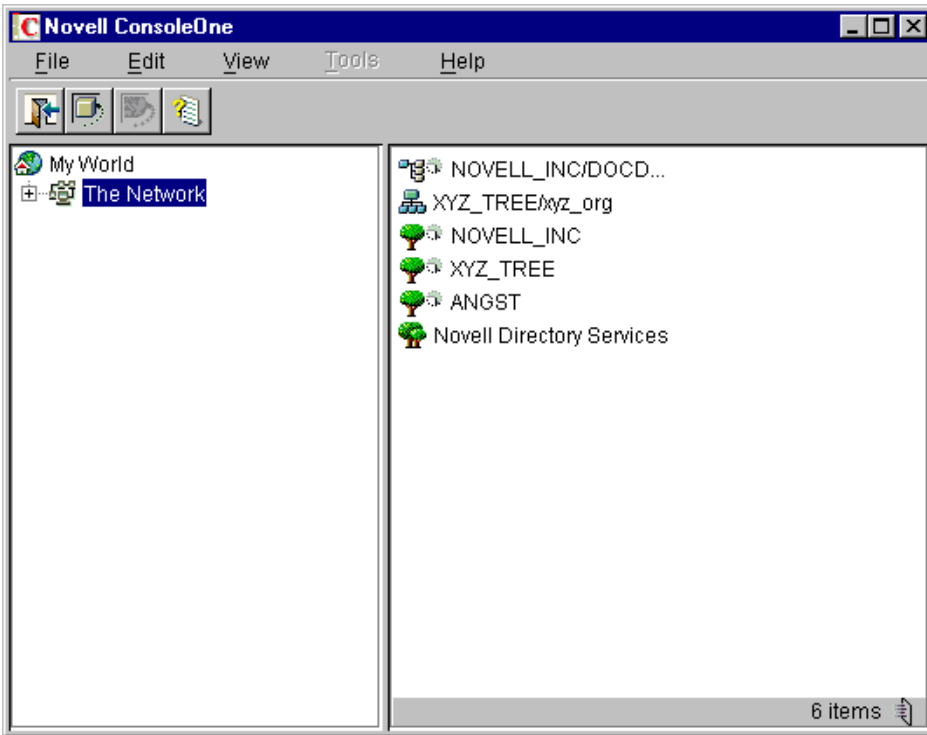 Novell ConsoleOne
File Edit View Tools Help
My World
The Network
NOVELL_INC/DOCD...
XYZ_TREE/xyz_org
NOVELL_INC
XYZ_TREE
ANGST
Novell Directory Services
6 items